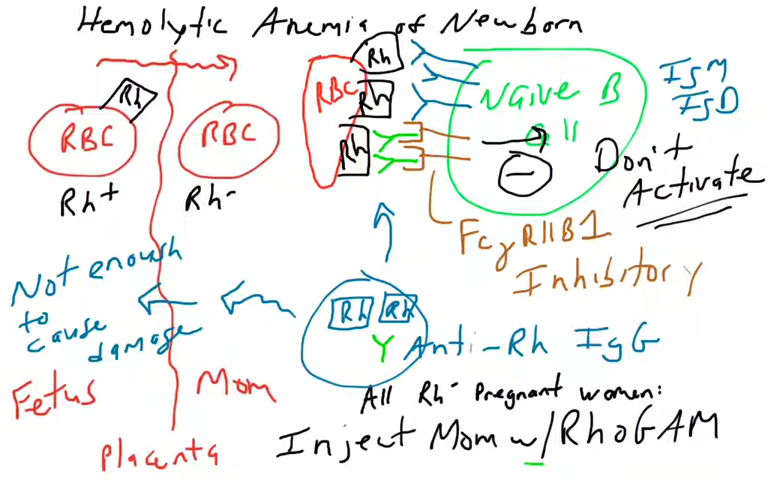 Hemolytic Anemia of Newborn
Rh
RBC
RBC
Rh+
Rh-
RBC
Rh
Rh
Rh
Naive B
Cell
IgM
IgD
Don't
Activate
FcγRIIB1
Inhibitory
Not enough
to
cause
damage
Rh
Rh
Anti-Rh IgG
Fetus
Mom
Placenta
All Rh- Pregnant women:
Inject Mom w/RhoGAM